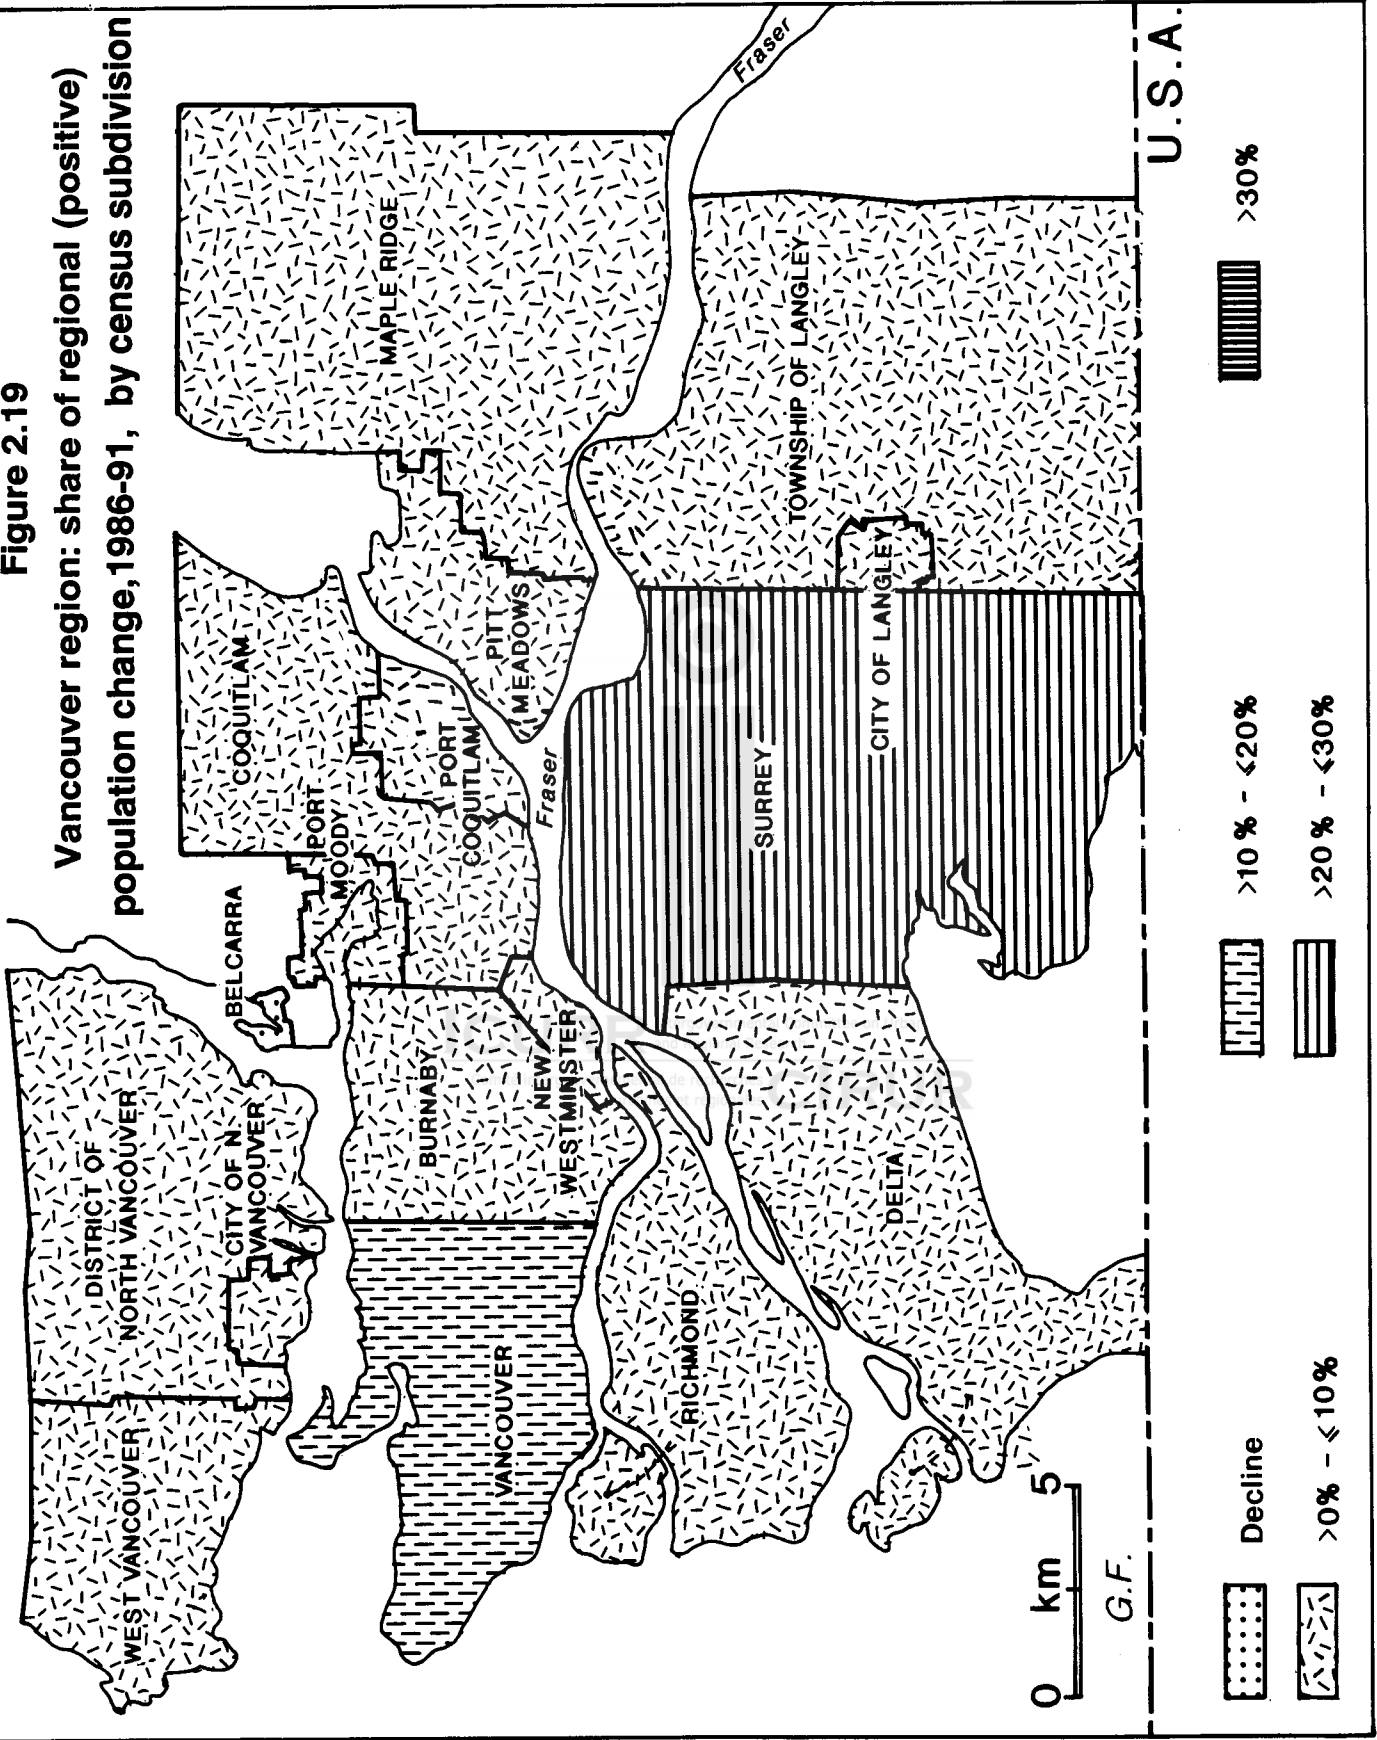 Figure 2.19
Vancouver region: share of regional (positive)
population change,1986-91, by census subdivision
WEST VANCOUVER
DISTRICT OF
NORTH VANCOUVER
CITY OF N.
VANCOUVER
BELCARRA
PORT
MOODY
COQUITLAM
MAPLE RIDGE
PORT
COQUITLAM
PITT
MEADOWS
BURNABY
NEW
WESTMINSTER
VANCOUVER
Fraser
Fraser
RICHMOND
SURREY
TOWNSHIP OF LANGLEY
CITY OF LANGLEY
DELTA
ICURR
CIRUR
©
0 km 5
G.F.
U.S.A.
Decline
>0% - ⩽10%
>10% - ⩽20%
>20% - ⩽30%
>30%